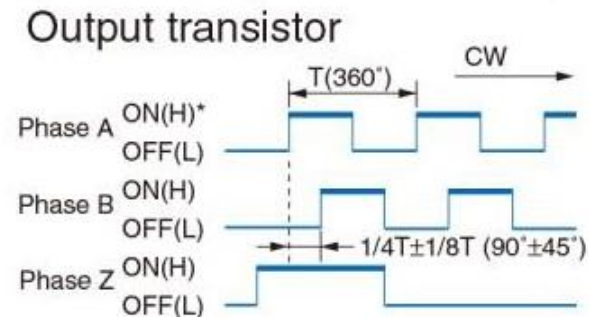 Output transistor
CW
T(360°)
Phase A ON(H)*
OFF(L)
Phase B ON(H)
OFF(L)
1/4T±1/8T (90°±45°)
Phase Z ON(H)
OFF(L)